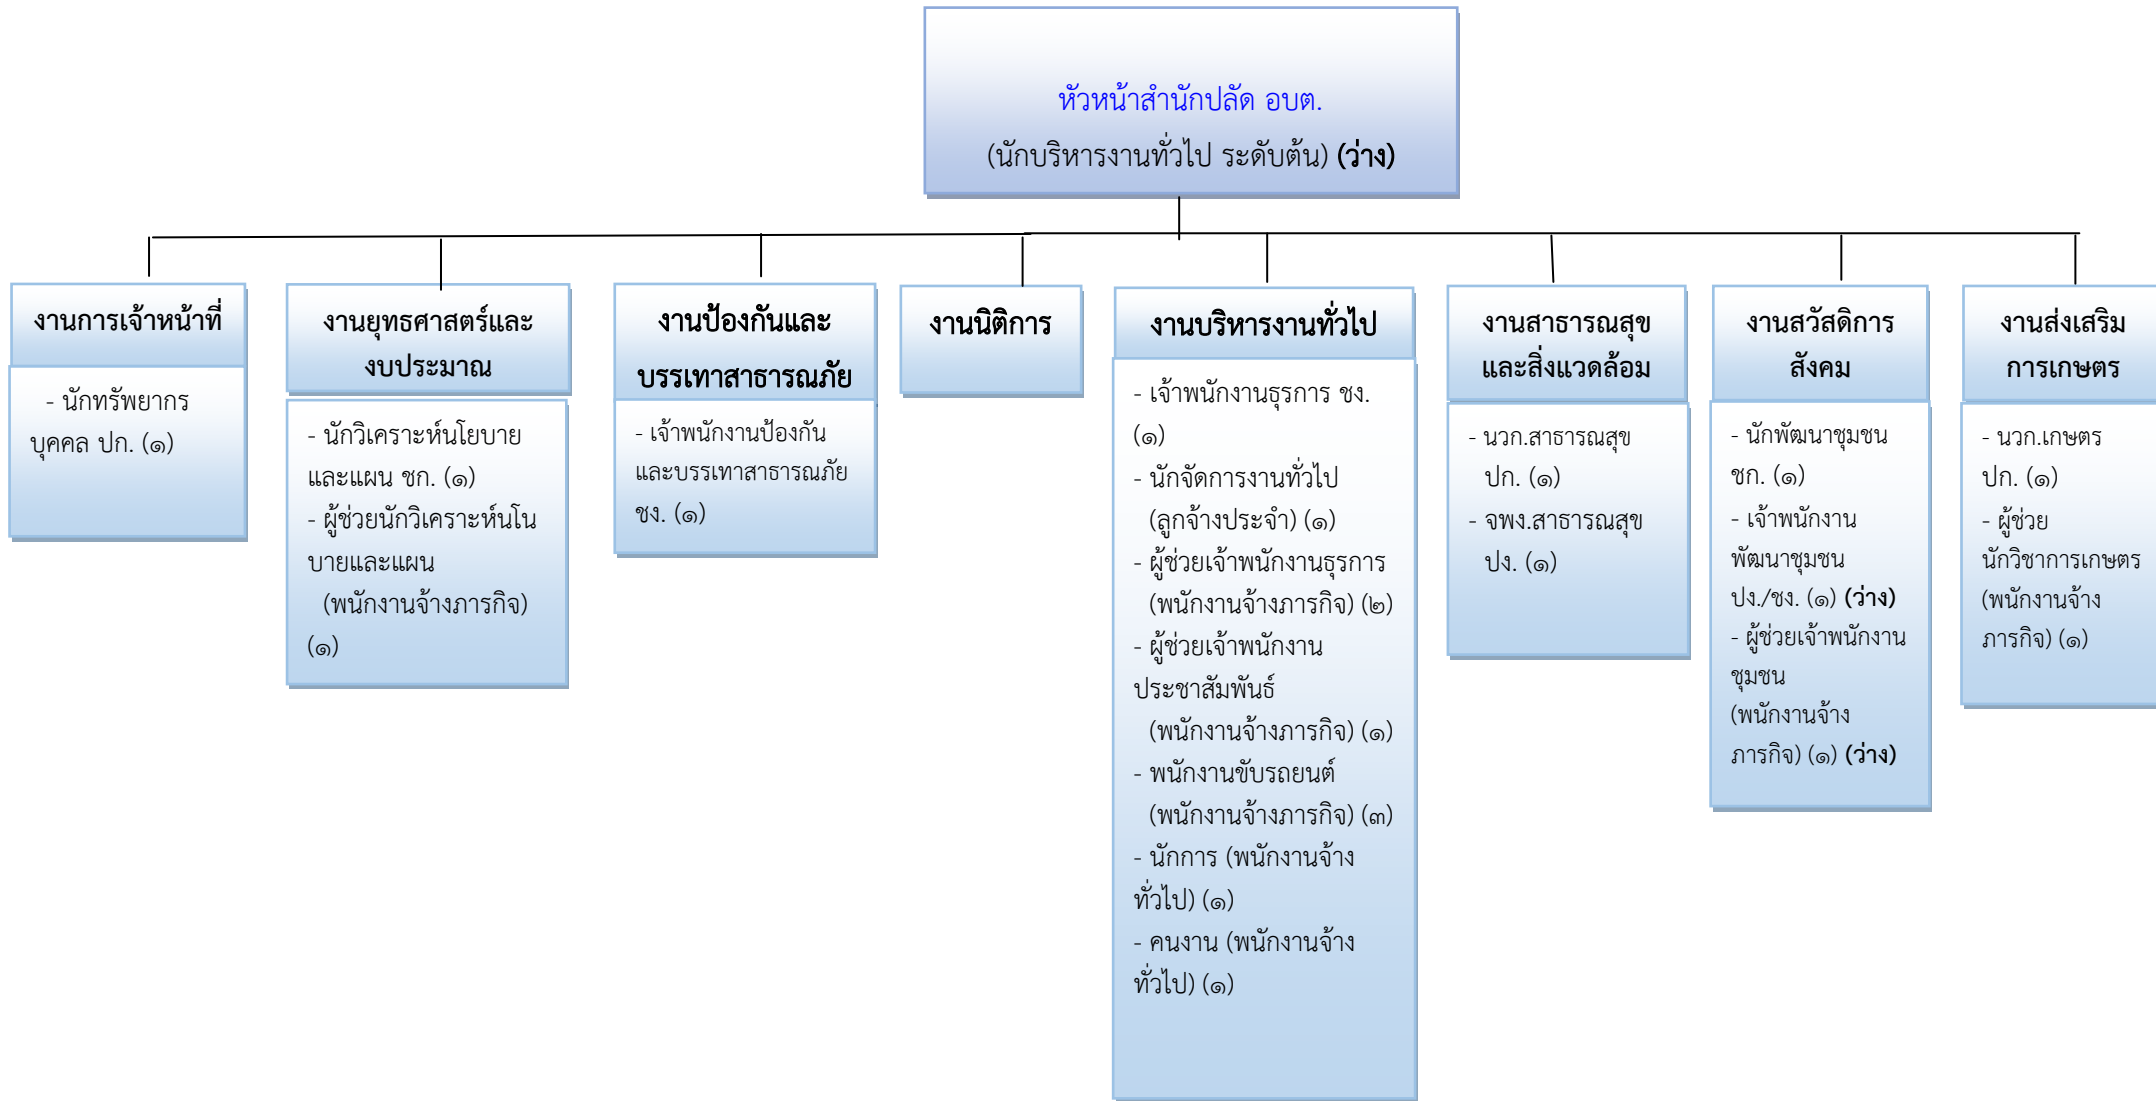 หัวหน้าสำนักปลัด อบต.
(นักบริหารงานทั่วไป ระดับต้น) (ว่าง)
งานการเจ้าหน้าที่
- นักทรัพยากร
บุคคล ปก. (๑)
งานยุทธศาสตร์และ
งบประมาณ
- นักวิเคราะห์นโยบาย
และแผน ชก. (๑)
- ผู้ช่วยนักวิเคราะห์นโน
บายและแผน
(พนักงานจ้างภารกิจ)
(๑)
งานป้องกันและ
บรรเทาสาธารณภัย
- เจ้าพนักงานป้องกัน
และบรรเทาสาธารณภัย
ชง. (๑)
งานนิติการ
งานบริหารงานทั่วไป
- เจ้าพนักงานธุรการ ชง.
(๑)
- นักจัดการงานทั่วไป
(ลูกจ้างประจำ) (๑)
- ผู้ช่วยเจ้าพนักงานธุรการ
(พนักงานจ้างภารกิจ) (๒)
- ผู้ช่วยเจ้าพนักงาน
ประชาสัมพันธ์
(พนักงานจ้างภารกิจ) (๑)
- พนักงานขับรถยนต์
(พนักงานจ้างภารกิจ) (๓)
- นักการ (พนักงานจ้าง
ทั่วไป) (๑)
- คนงาน (พนักงานจ้าง
ทั่วไป) (๑)
งานสาธารณสุข
และสิ่งแวดล้อม
- นวก.สาธารณสุข
ปก. (๑)
- จพง.สาธารณสุข
ปง. (๑)
งานสวัสดิการ
สังคม
- นักพัฒนาชุมชน
ชก. (๑)
- เจ้าพนักงาน
พัฒนาชุมชน
ปง./ชง. (๑) (ว่าง)
- ผู้ช่วยเจ้าพนักงาน
ชุมชน
(พนักงานจ้าง
ภารกิจ) (๑) (ว่าง)
งานส่งเสริม
การเกษตร
- นวก.เกษตร
ปก. (๑)
- ผู้ช่วย
นักวิชาการเกษตร
(พนักงานจ้าง
ภารกิจ) (๑)